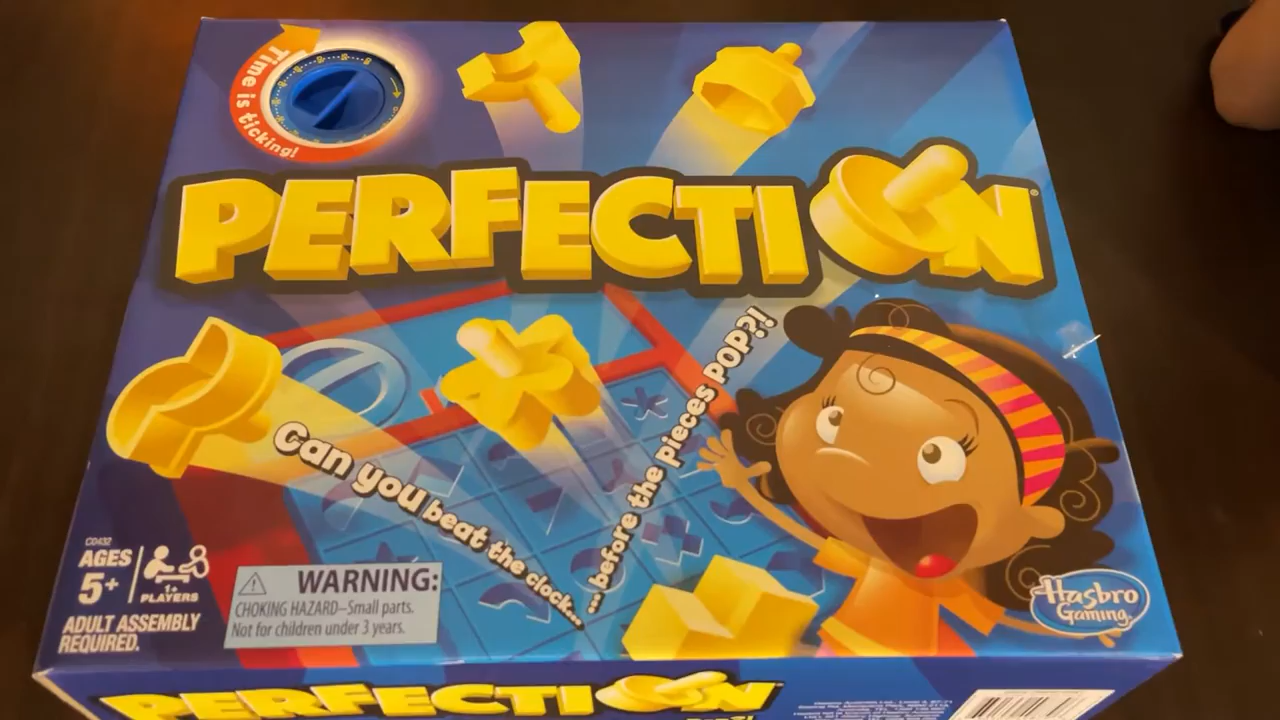 Time is ticking!
PERFECTION®
Can you beat the clock...
...before the pieces POP?!
C0432
AGES
5+
1+
PLAYERS
ADULT ASSEMBLY
REQUIRED.
WARNING:
CHOKING HAZARD–Small parts.
Not for children under 3 years.
Hasbro
Gaming
PERFECTION